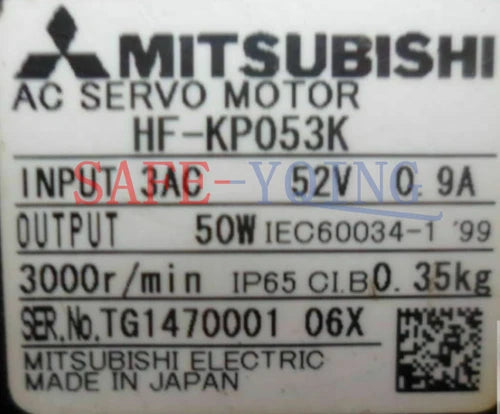 MITSUBISHI
AC SERVO MOTOR
HF-KP053K
INPUT 3AC 52V 0.9A
SAFE-YQING
OUTPUT 50W IEC60034-1 '99
3000r/min IP65 CI.B 0.35kg
SER.No.TG1470001 06X
MITSUBISHI ELECTRIC
MADE IN JAPAN